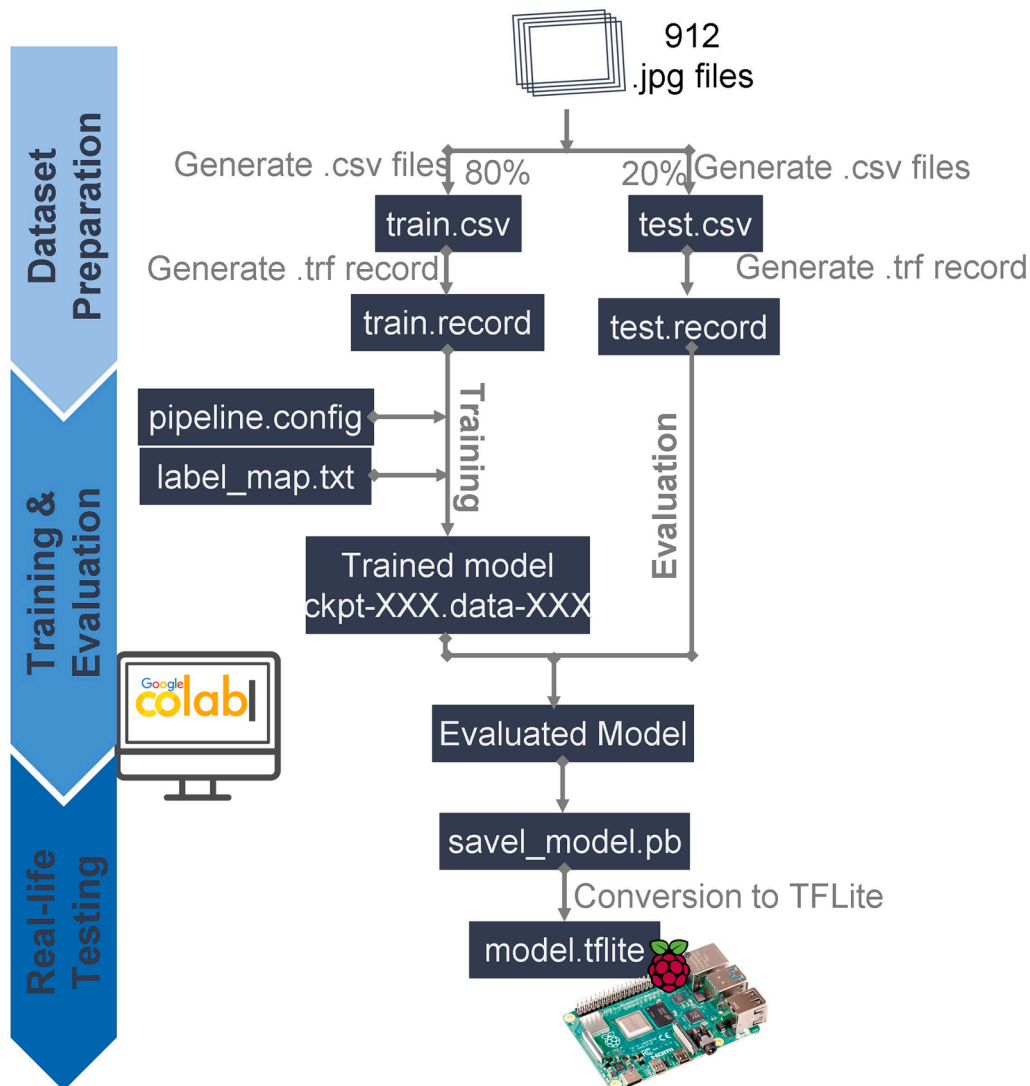 912
.jpg files
Dataset
Preparation
Generate .csv files
80%
20%
Generate .csv files
train.csv
test.csv
Generate .trf record
Generate .trf record
train.record
test.record
Training &
Evaluation
pipeline.config
label_map.txt
Training
Evaluation
Trained model
ckpt-XXX.data-XXX
Google
colab
Evaluated Model
Real-life
Testing
savel_model.pb
Conversion to TFLite
model.tflite
HDMI